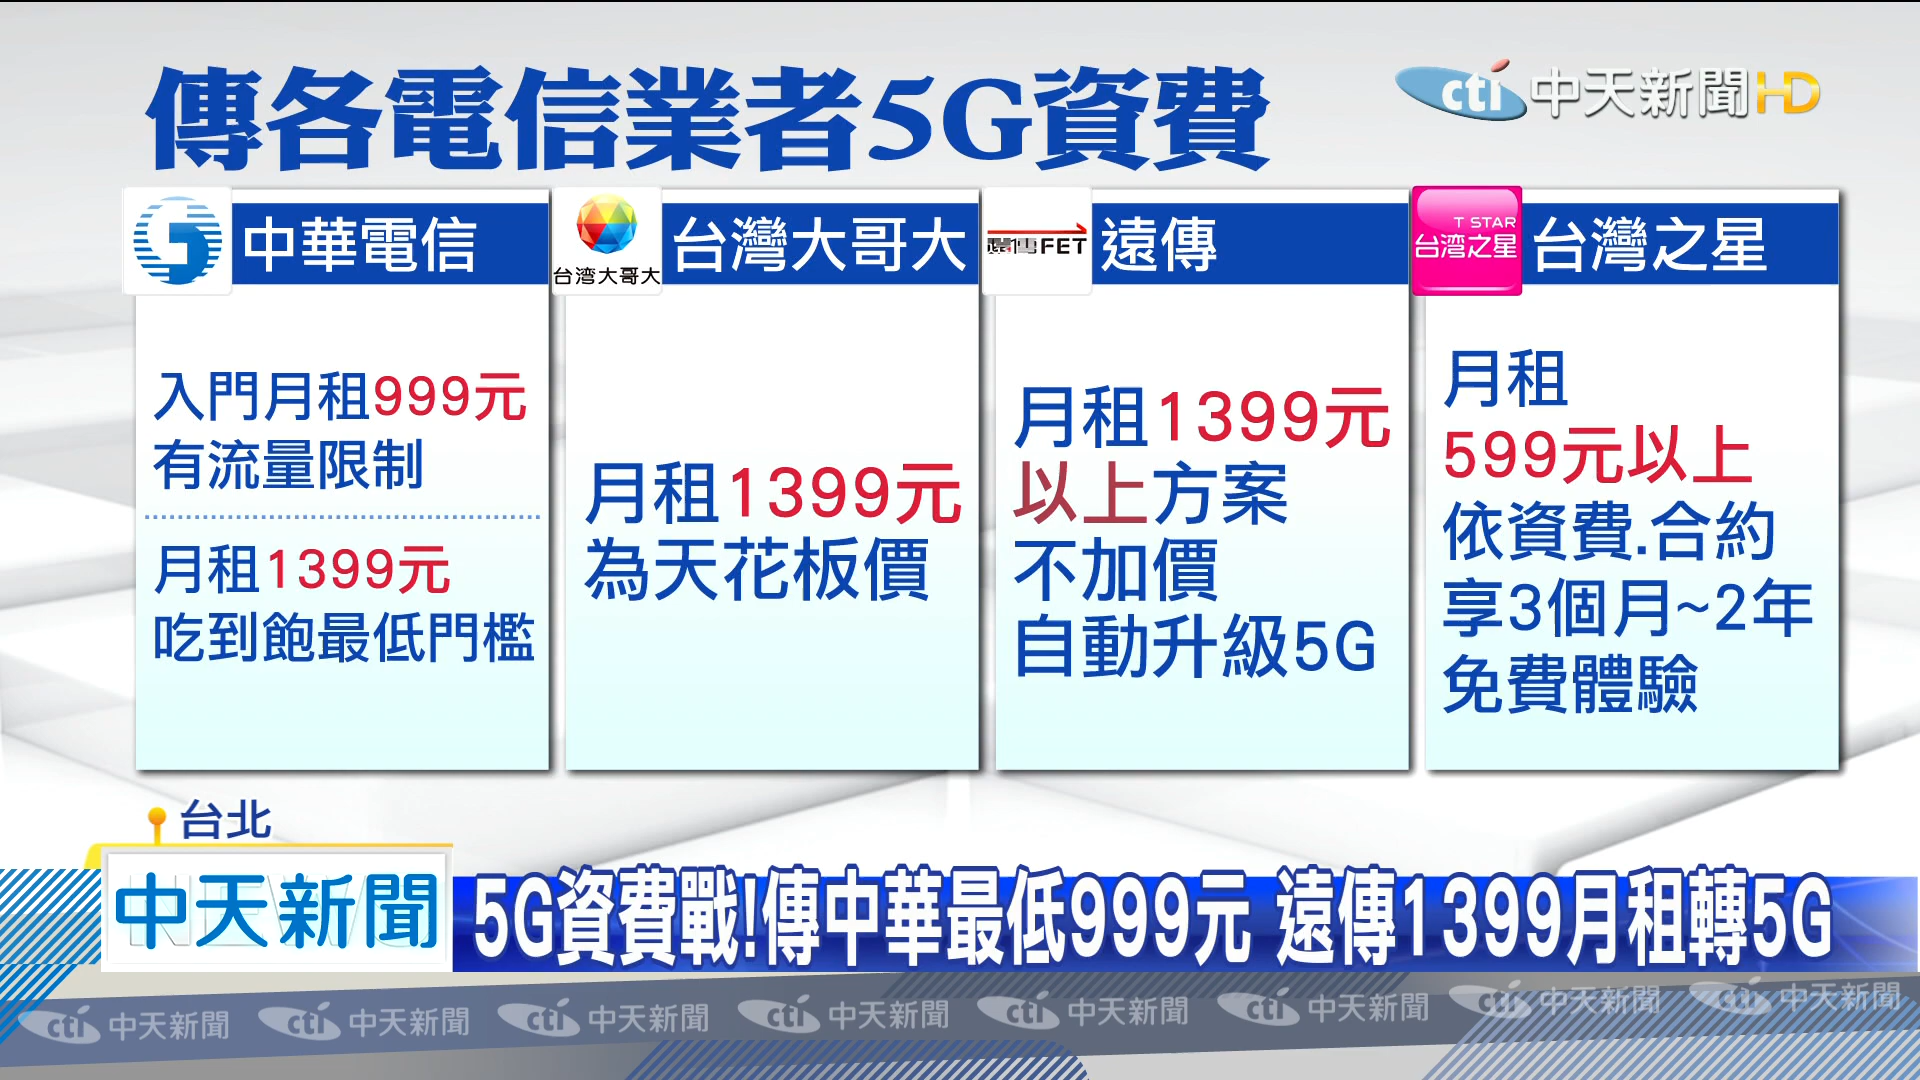 傳各電信業者5G資費
cti 中天新聞HD
中華電信
入門月租999元
有流量限制
月租1399元
吃到飽最低門檻
台湾大哥大
台灣大哥大
月租1399元
為天花板價
遠傳FET
遠傳
月租1399元
以上方案
不加價
自動升級5G
T STAR
台湾之星
台灣之星
月租
599元以上
依資費.合約
享3個月~2年
免費體驗
台北
中天新聞
5G資費戰!傳中華最低999元 遠傳1399月租轉5G
cti 中天新聞 cti 中天新聞 cti 中天新聞 cti 中天新聞 cti 中天新聞 cti 中天新聞 cti 中天新聞 cti 中天新聞